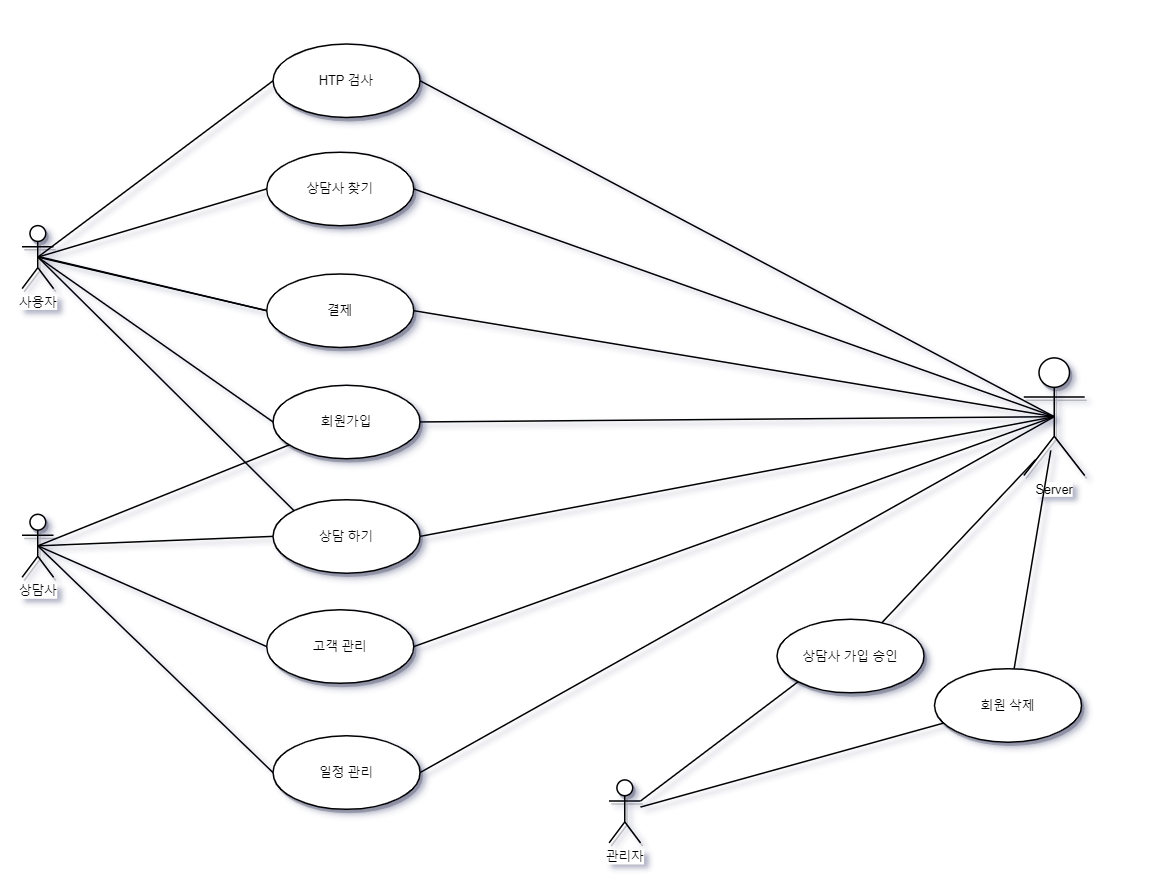 HTP 검사
상담사 찾기
사용자
결제
회원가입
Server
상담 하기
상담사
고객 관리
상담사 가입 승인
회원 삭제
일정 관리
관리자